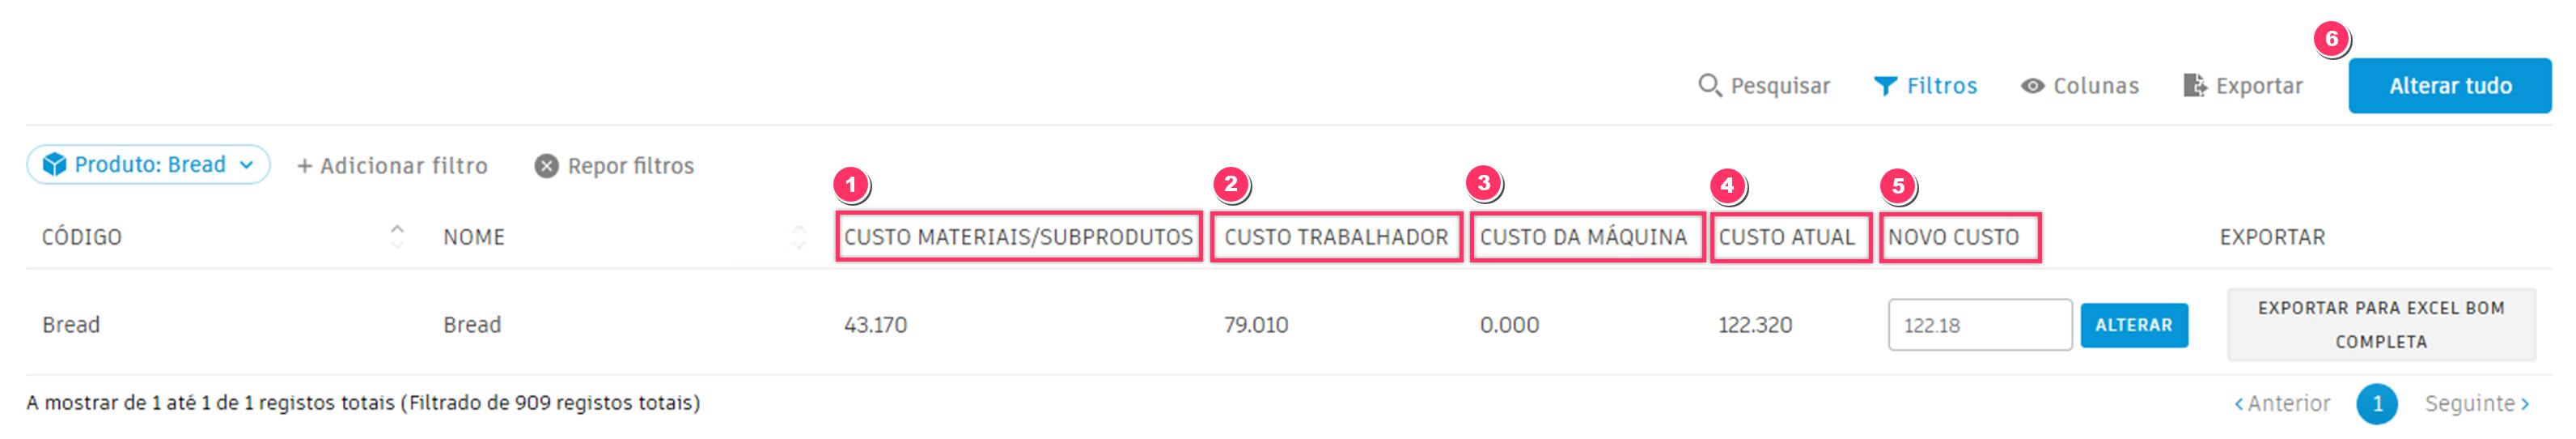 6
Pesquisar Filtros Colunas Exportar Alterar tudo
Produto: Bread + Adicionar filtro Repor filtros
1 2 3 4 5
CÓDIGO NOME CUSTO MATERIAIS/SUBPRODUTOS CUSTO TRABALHADOR CUSTO DA MÁQUINA CUSTO ATUAL NOVO CUSTO EXPORTAR
Bread Bread 43.170 79.010 0.000 122.320 122.18 ALTERAR EXPORTAR PARA EXCEL BOM
COMPLETA
A mostrar de 1 até 1 de 1 registos totais (Filtrado de 909 registos totais) Anterior 1 Seguinte